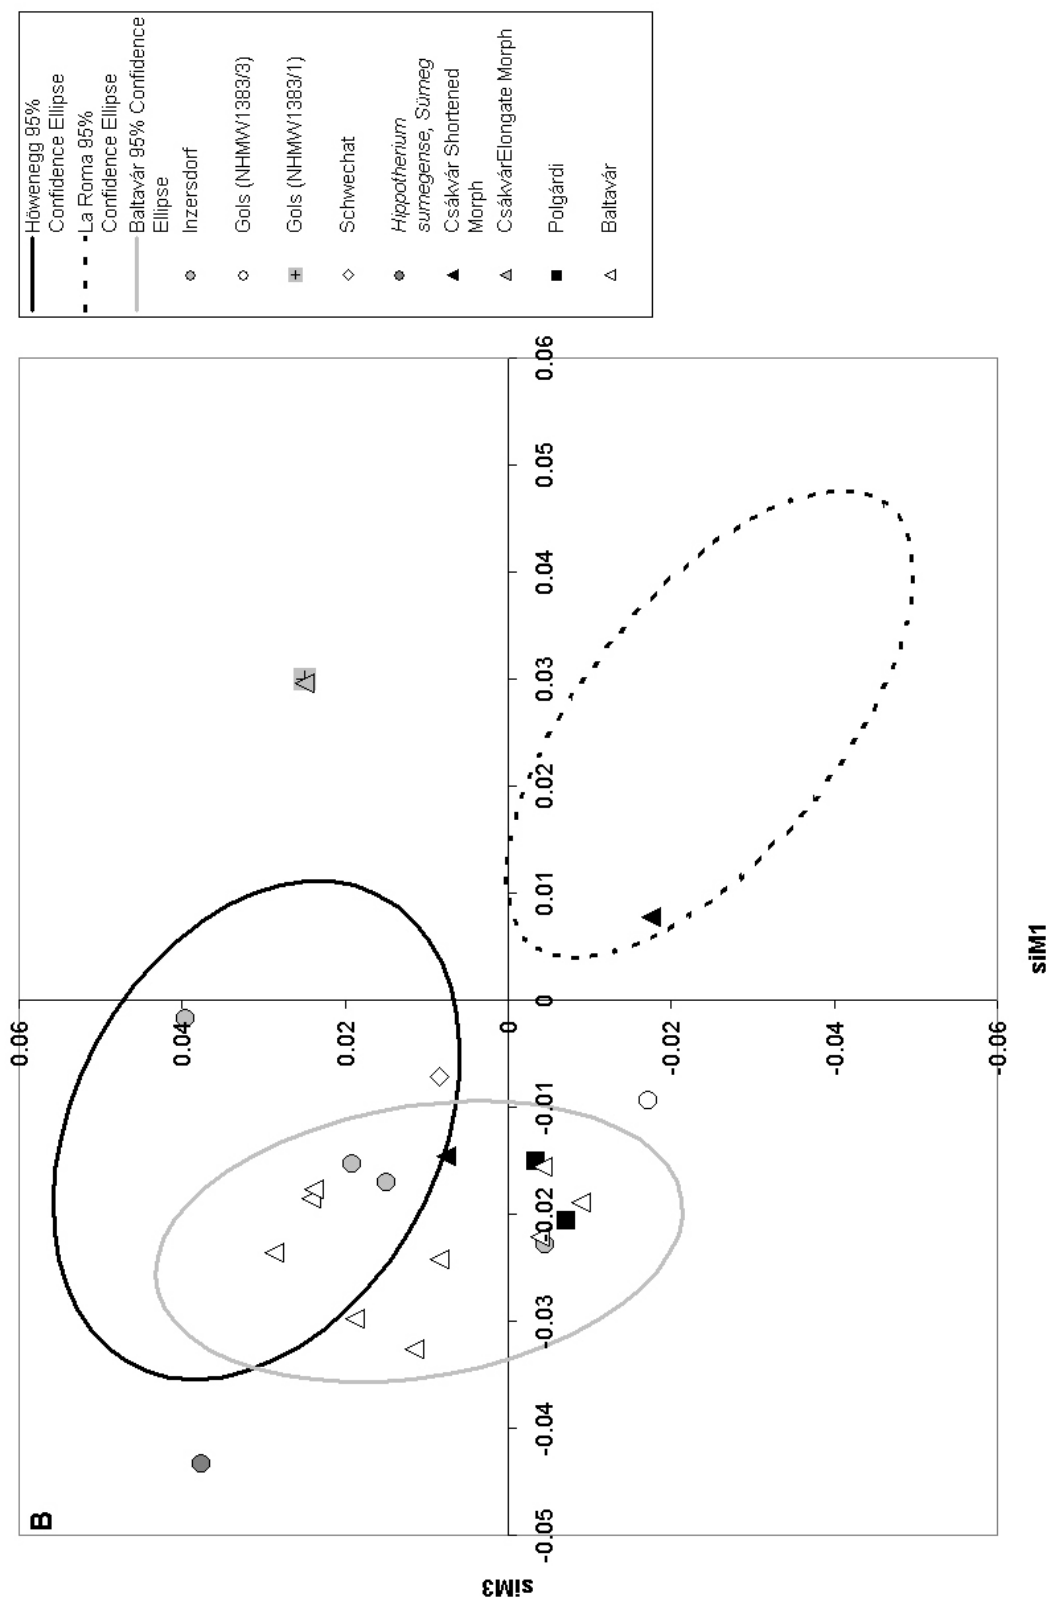 B
siM3
0.06
0.04
0.02
0
-0.02
-0.04
-0.06
-0.05
-0.04
-0.03
-0.02
-0.01
0
0.01
0.02
0.03
0.04
0.05
0.06
siM1
Höwenegg 95%
Confidence Ellipse
La Roma 95%
Confidence Ellipse
Baltavár 95% Confidence
Ellipse
Inzersdorf
Gols (NHMW1383/3)
Gols (NHMW1383/1)
Schwechat
Hippotherium
sumegense, Sümeg
Csákvár Shortened
Morph
CsákvárElongate Morph
Polgárdi
Baltavár